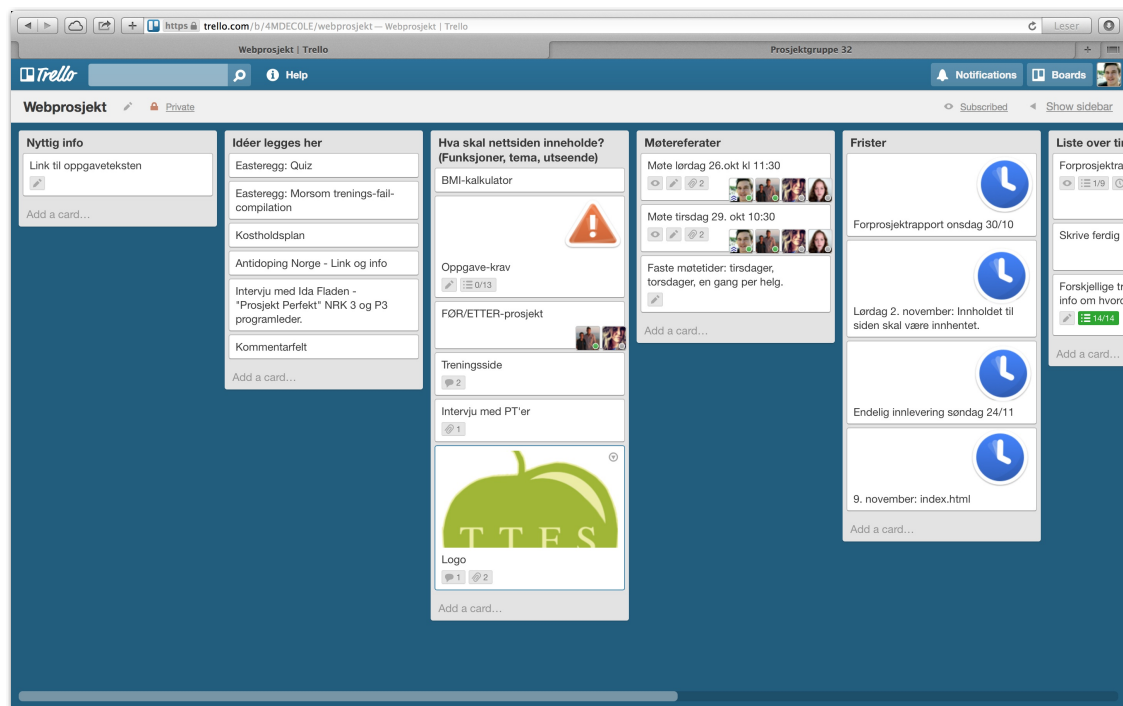 https trello.com/b/4MDEC0LE/webprosjekt — Webprosjekt | Trello
Leser
Webprosjekt | Trello
Prosjektgruppe 32
Trello
Help
Notifications
Boards
Webprosjekt
Private
Subscribed
Show sidebar
Nyttig info
Link til oppgaveteksten
Add a card…
Idéer legges her
Easteregg: Quiz
Easteregg: Morsom trenings-fail-
compilation
Kostholdsplan
Antidoping Norge - Link og info
Intervju med Ida Fladen -
"Prosjekt Perfekt" NRK 3 og P3
programleder.
Kommentarfelt
Add a card…
Hva skal nettsiden inneholde?
(Funksjoner, tema, utseende)
BMI-kalkulator
Oppgave-krav
0/13
FØR/ETTER-prosjekt
Treningsside
2
Intervju med PT'er
1
TTFS
Logo
1 2
Add a card…
Møtereferater
Møte lørdag 26.okt kl 11:30
2
Møte tirsdag 29. okt 10:30
2
Faste møtetider: tirsdager,
torsdager, en gang per helg.
Add a card…
Frister
Forprosjektrapport onsdag 30/10
Lørdag 2. november: Innholdet til
siden skal være innhentet.
Endelig innlevering søndag 24/11
9. november: index.html
Add a card…
Liste over
Forprosjektra
1/9
Skrive ferdig
Forskjellige
info om
14/14
Add a card…